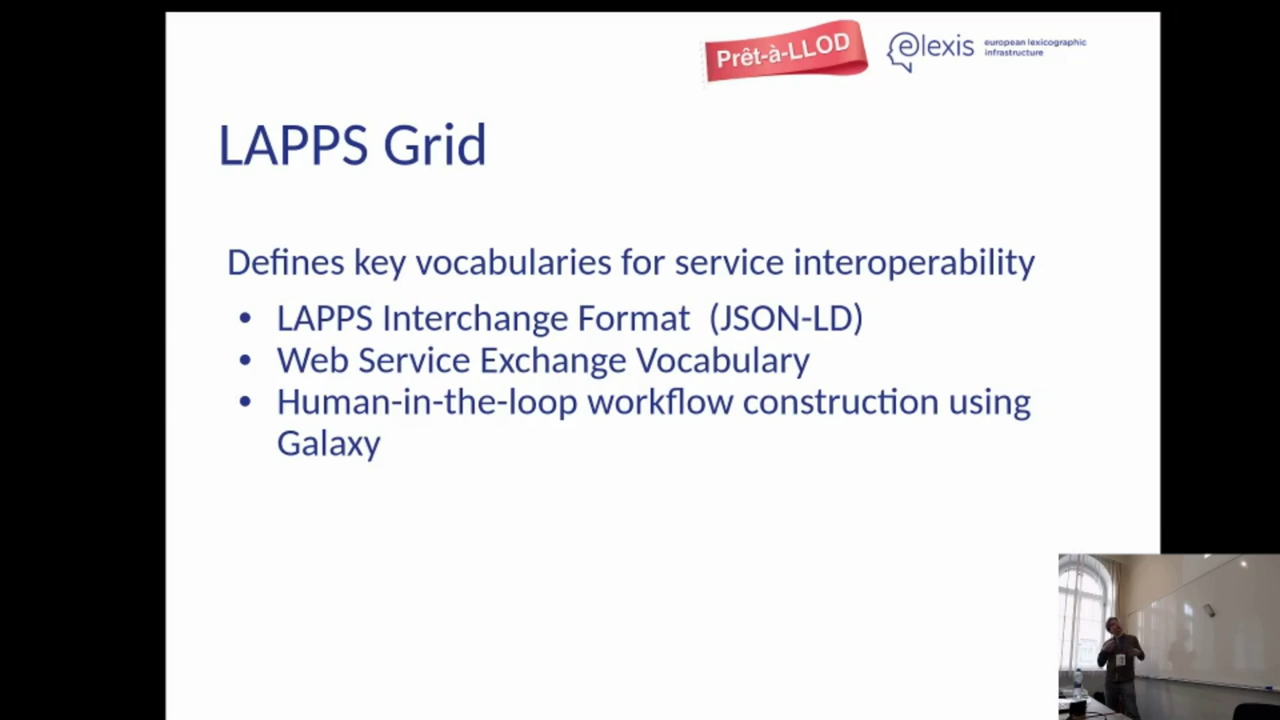 Prêt-à-LLOD
elexis
european lexicographic
infrastructure
LAPPS Grid
Defines key vocabularies for service interoperability
• LAPPS Interchange Format (JSON-LD)
• Web Service Exchange Vocabulary
• Human-in-the-loop workflow construction using
Galaxy